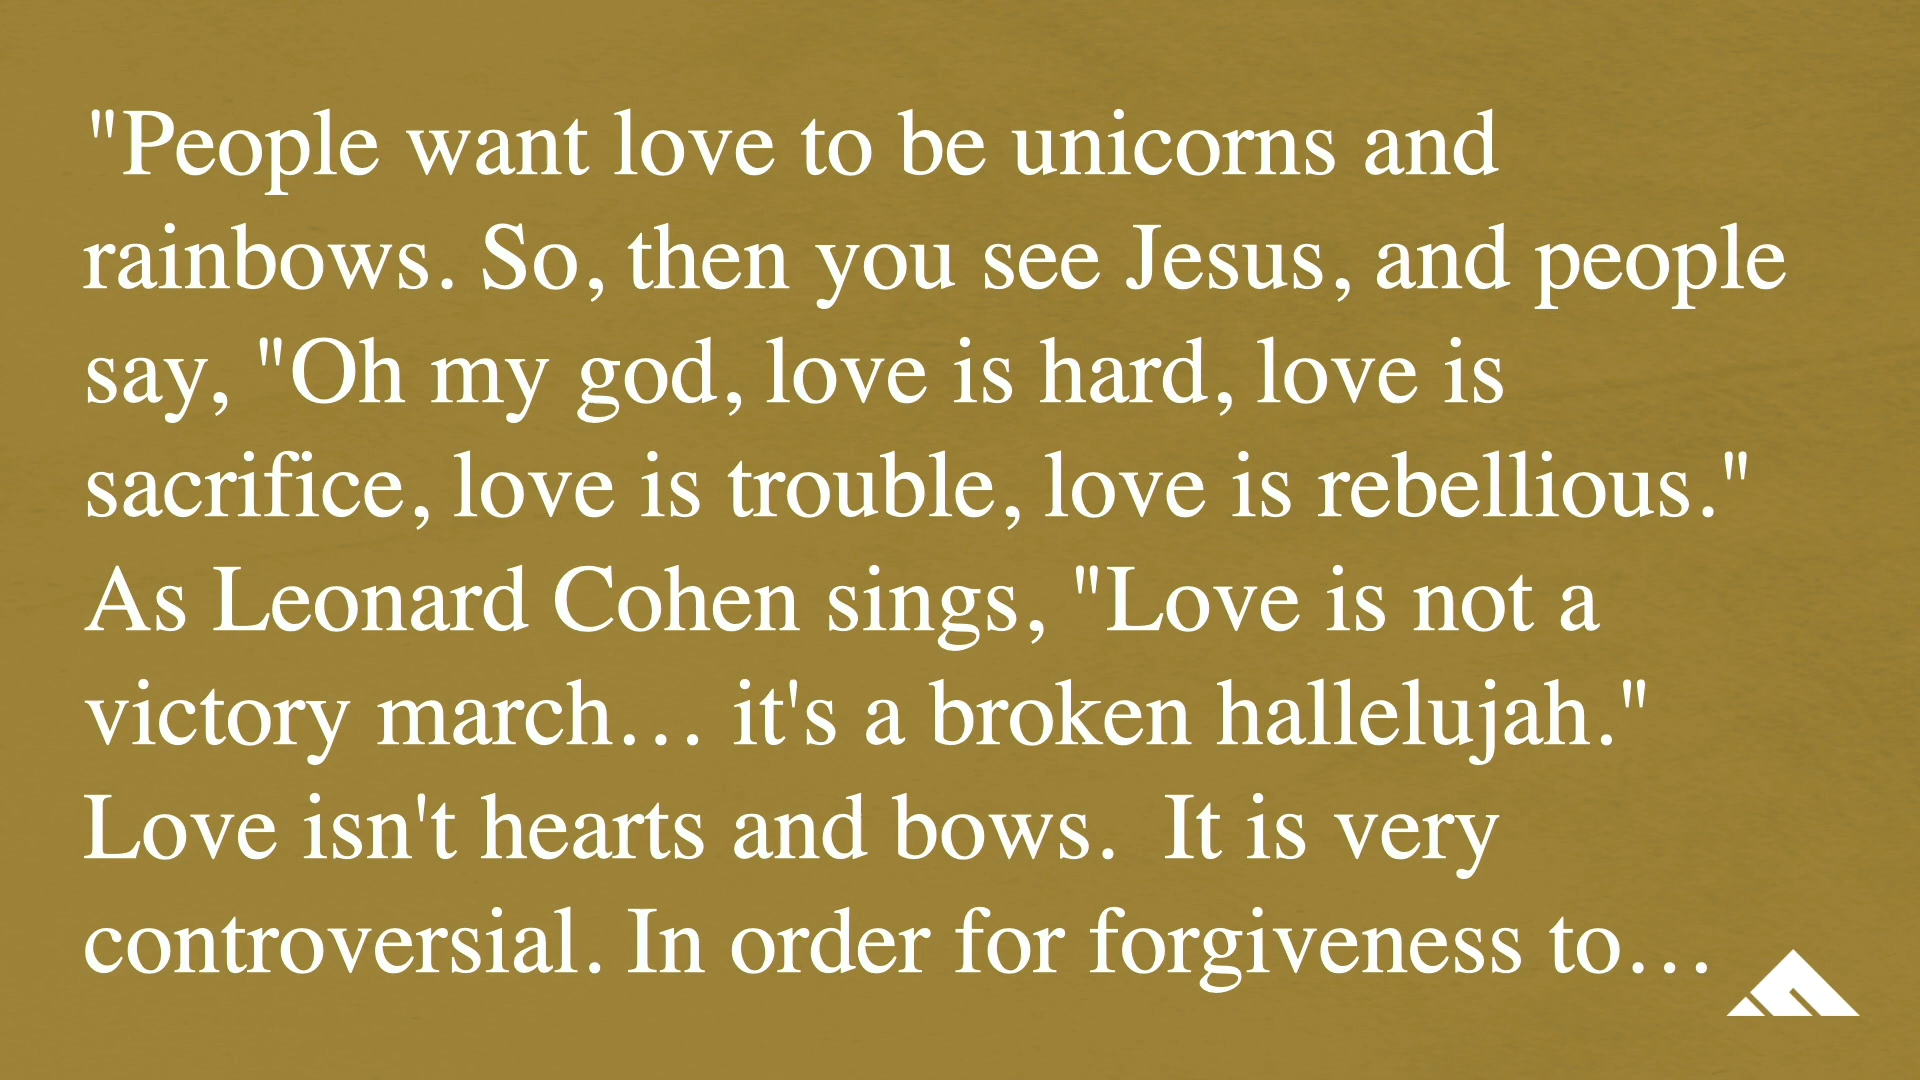 "People want love to be unicorns and
rainbows. So, then you see Jesus, and people
say, "Oh my god, love is hard, love is
sacrifice, love is trouble, love is rebellious."
As Leonard Cohen sings, "Love is not a
victory march… it's a broken hallelujah."
Love isn't hearts and bows.  It is very
controversial. In order for forgiveness to…